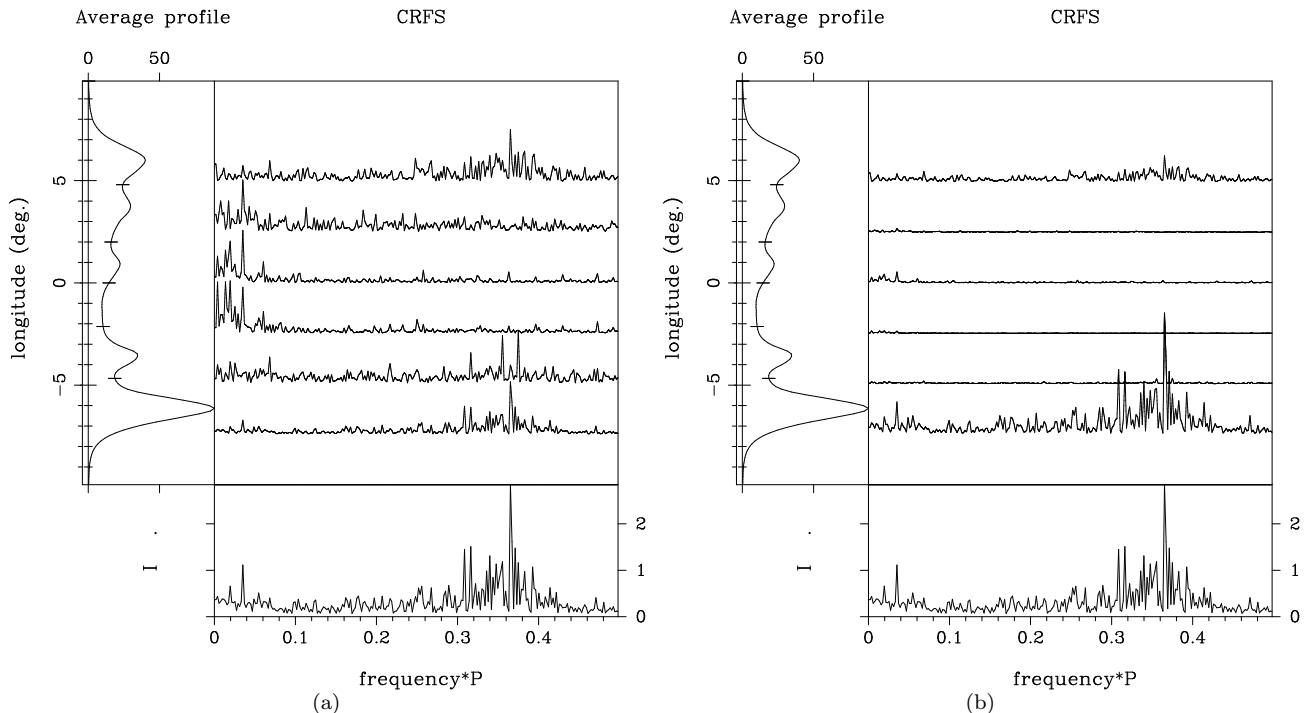 Average profile CRFS
0 50
longitude (deg.)
5
0
−5
I
2
1
0
0 0.1 0.2 0.3 0.4
frequency*P
(a)
Average profile CRFS
0 50
longitude (deg.)
5
0
−5
I
2
1
0
0 0.1 0.2 0.3 0.4
frequency*P
(b)